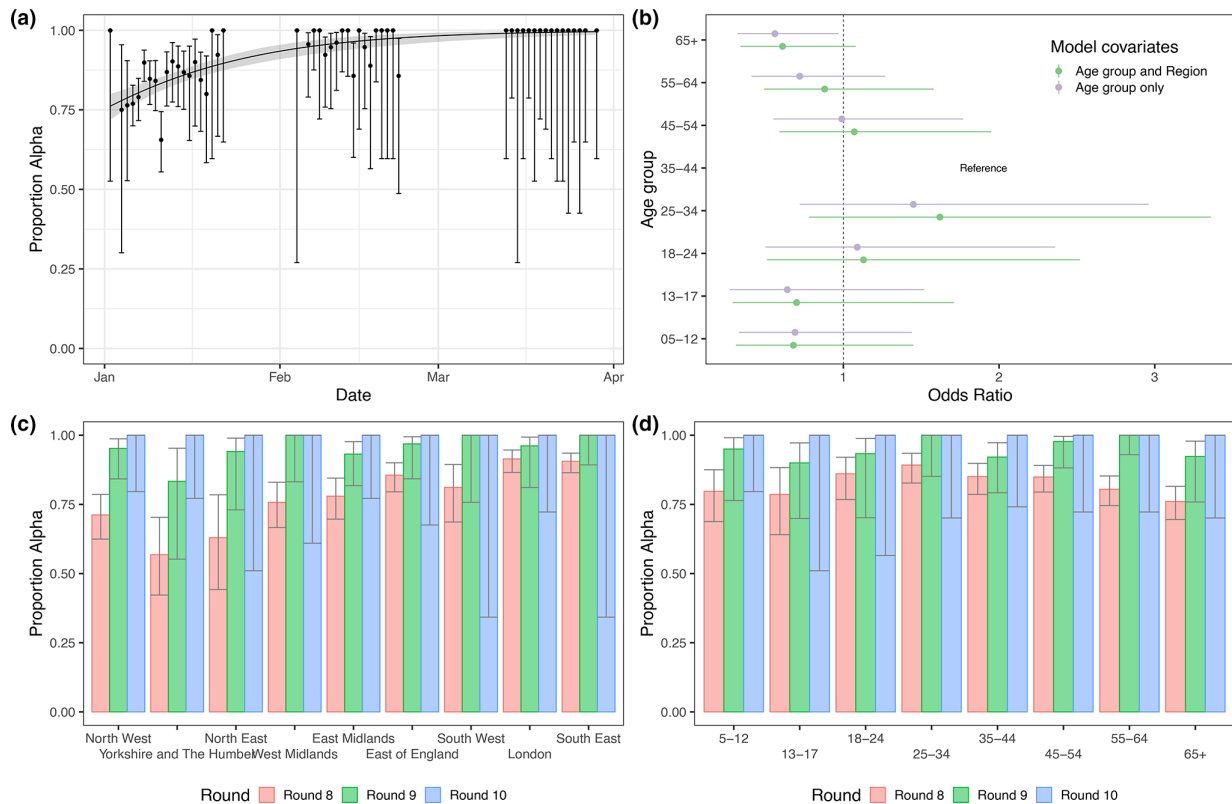 (a)
1.00
0.75
0.50
0.25
0.00
Proportion Alpha
Jan
Feb
Mar
Apr
Date
(b)
65+
55–64
45–54
35–44
25–34
18–24
13–17
05–12
Age group
Model covariates
Age group and Region
Age group only
Reference
1
2
3
Odds Ratio
(c)
1.00
0.75
0.50
0.25
0.00
Proportion Alpha
North West
Yorkshire and The Humber
North East
West Midlands
East Midlands
East of England
South West
London
South East
Round
Round 8
Round 9
Round 10
(d)
1.00
0.75
0.50
0.25
0.00
Proportion Alpha
5–12
13–17
18–24
25–34
35–44
45–54
55–64
65+
Round
Round 8
Round 9
Round 10